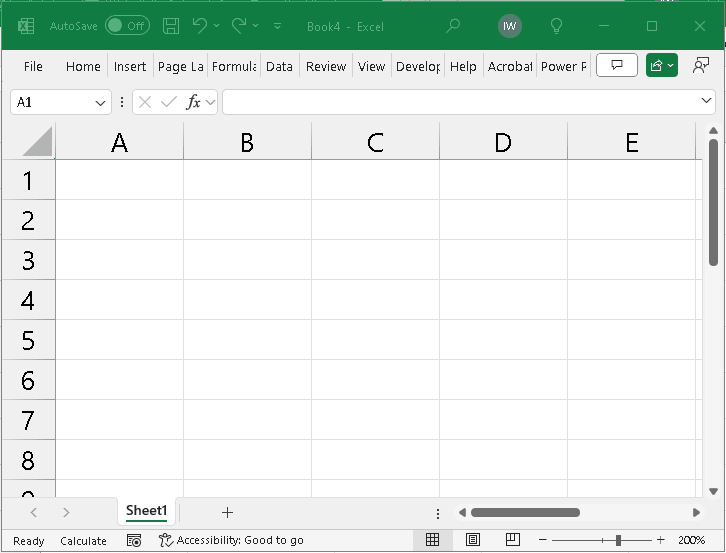 AutoSave Off Book4 - Excel IW
File Home Insert Page La Formula Data Review View Develop Help Acrobat Power P
A1 fx
A B C D E
1
2
3
4
5
6
7
8
Sheet1
Ready Calculate Accessibility: Good to go 200%